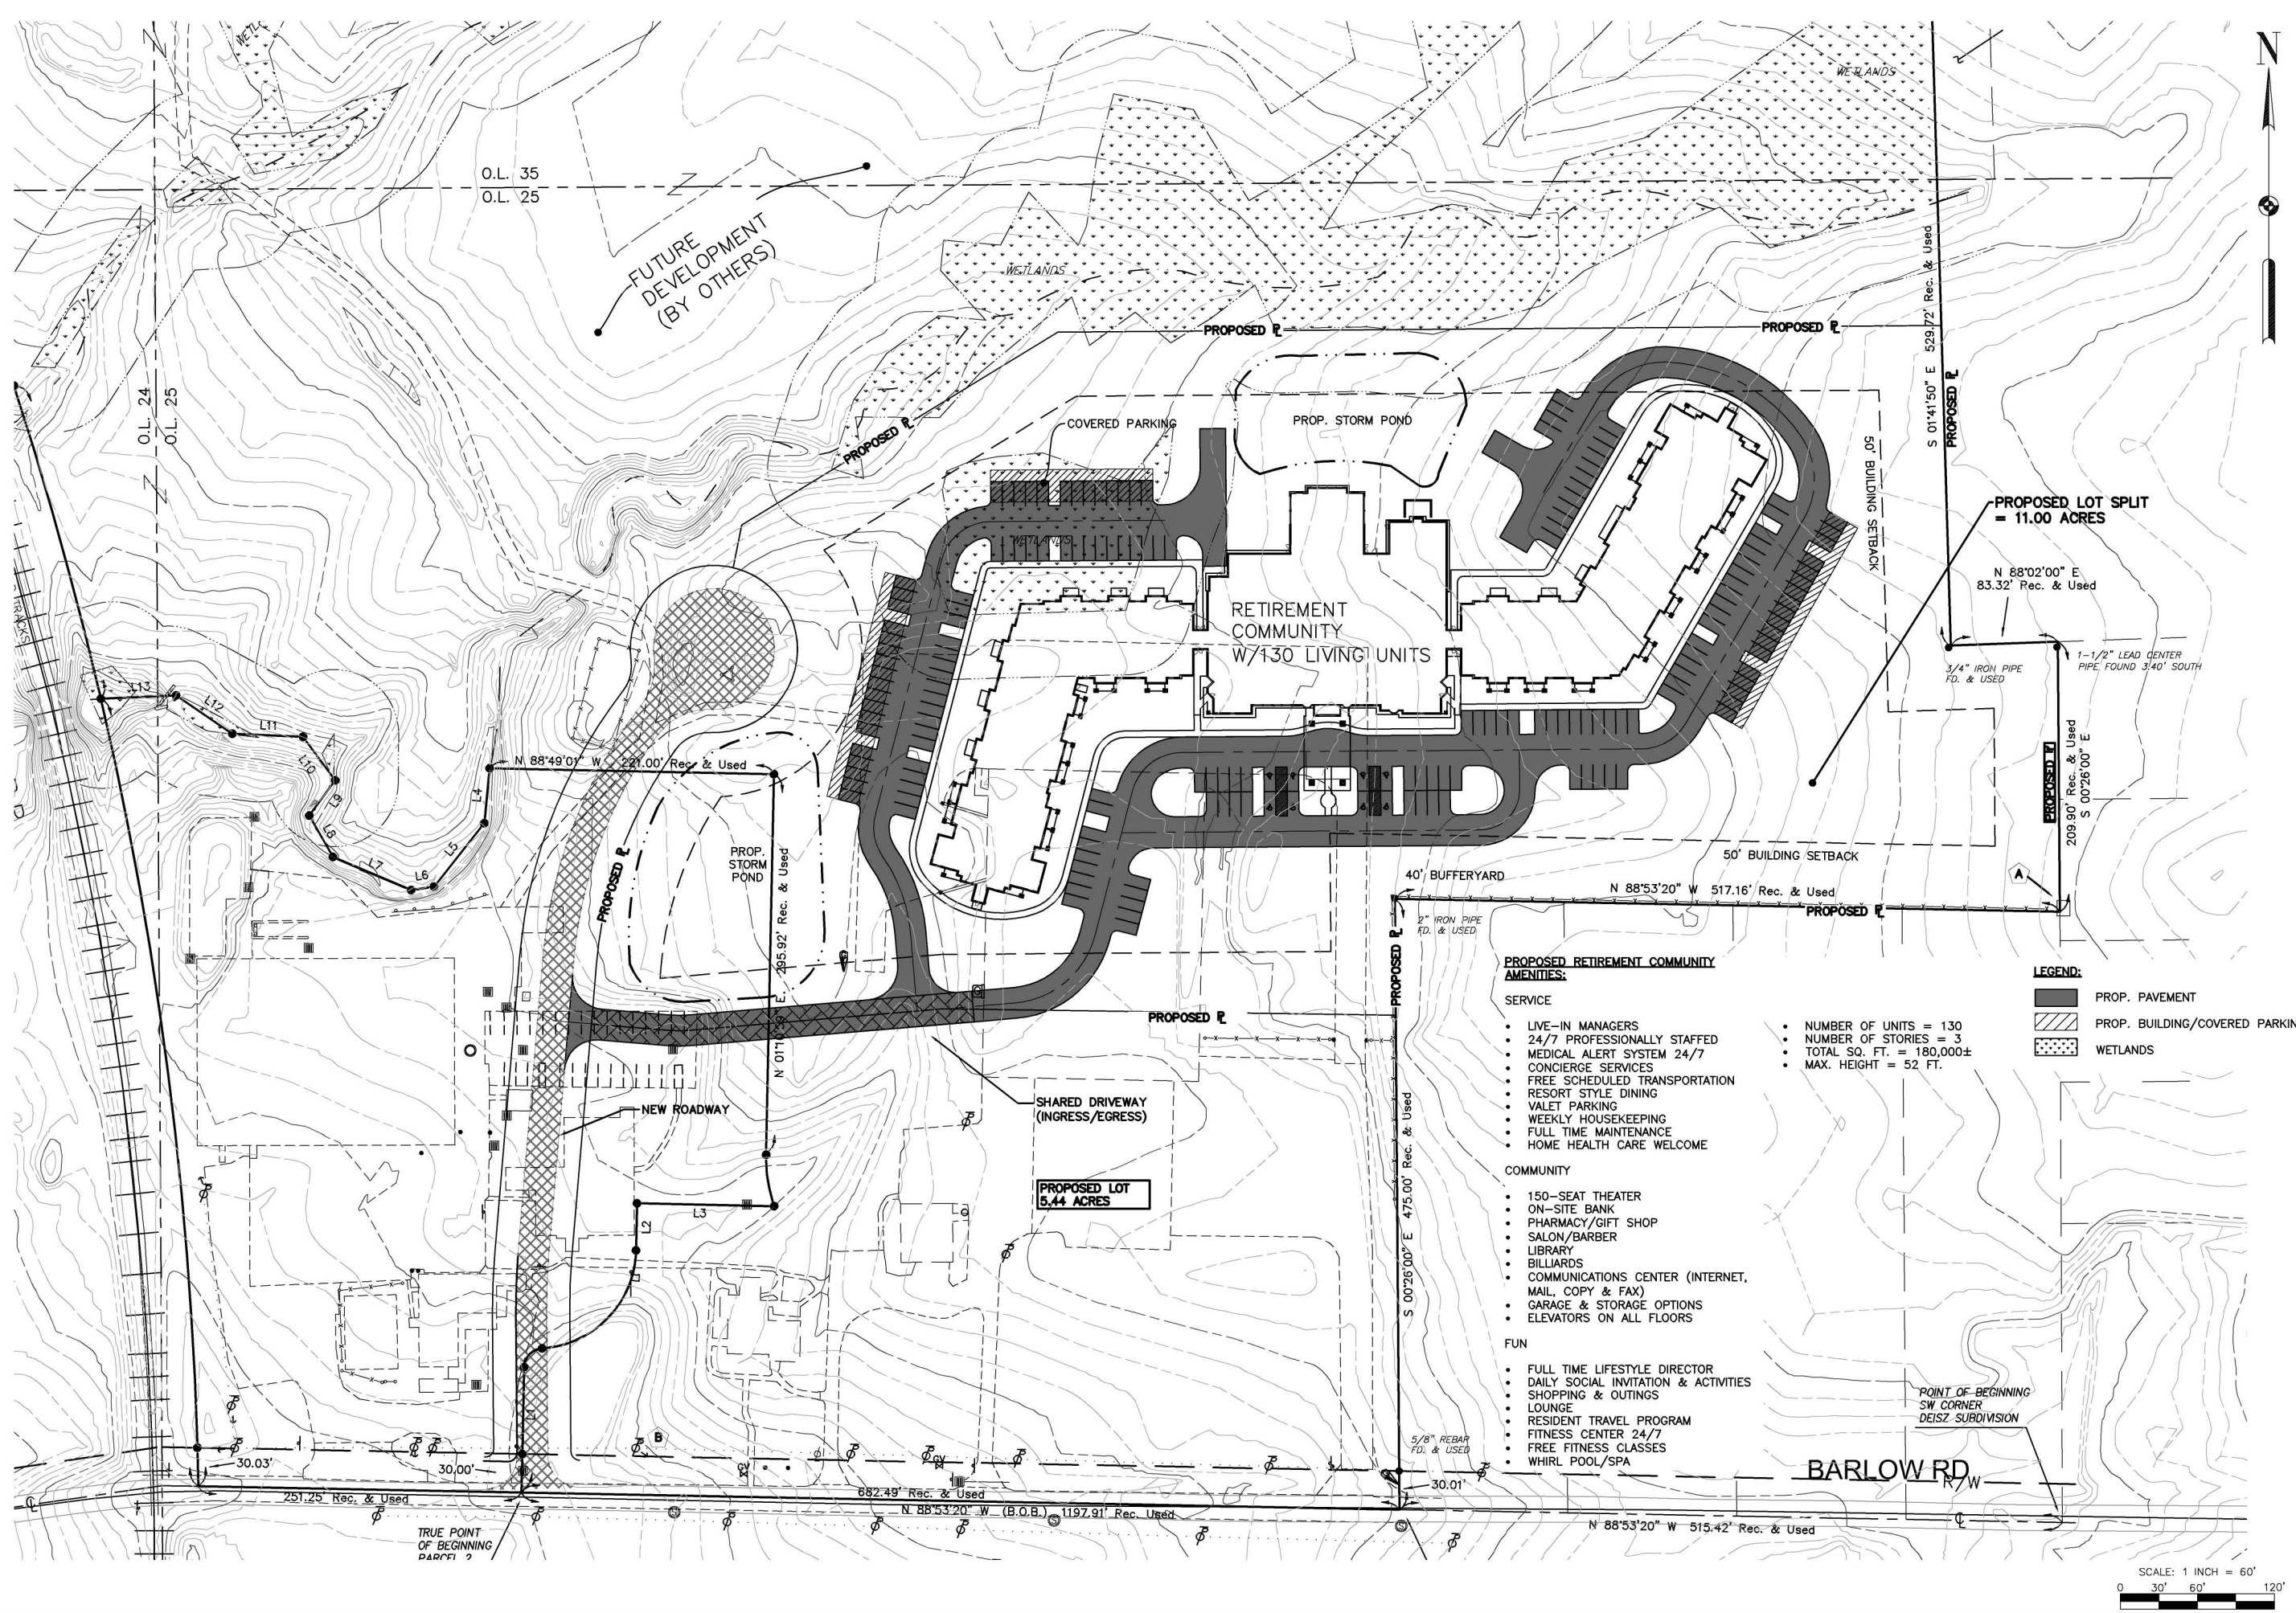 N
WETLANDS
O.L. 35
O.L. 25
FUTURE
DEVELOPMENT
(BY OTHERS)
WETLANDS
PROPOSED PL
PROPOSED PL
S 01°41'50" E 529.72' Rec. & Used
PROPOSED PL
O.L. 24
O.L. 25
PROPOSED PL
COVERED PARKING
PROP. STORM POND
50' BUILDING SETBACK
PROPOSED LOT SPLIT
= 11.00 ACRES
WETLANDS
N 88°02'00" E
83.32' Rec. & Used
RETIREMENT
COMMUNITY
W/130 LIVING UNITS
3/4" IRON PIPE
FD. & USED
1-1/2" LEAD CENTER
PIPE FOUND 3.40' SOUTH
TRACKS
L13
L12
L11
L10
L9
L8
L7
L6
L5
L4
N 88°49'01" W 221.00' Rec. & Used
PROPOSED PL
PROP.
STORM
POND
N 01°10'59" E 295.92' Rec. & Used
PROPOSED PL
209.90' Rec. & Used
S 00°26'00" E
50' BUILDING SETBACK
A
40' BUFFERYARD
N 88°53'20" W 517.16' Rec. & Used
PROPOSED PL
2" IRON PIPE
FD. & USED
PROPOSED PL
PROPOSED PL
NEW ROADWAY
SHARED DRIVEWAY
(INGRESS/EGRESS)
PROPOSED LOT
5.44 ACRES
L2
L3
L1
S 00°26'00" E 475.00' Rec. & Used
PROPOSED RETIREMENT COMMUNITY
AMENITIES:
SERVICE
• LIVE-IN MANAGERS
• 24/7 PROFESSIONALLY STAFFED
• MEDICAL ALERT SYSTEM 24/7
• CONCIERGE SERVICES
• FREE SCHEDULED TRANSPORTATION
• RESORT STYLE DINING
• VALET PARKING
• WEEKLY HOUSEKEEPING
• FULL TIME MAINTENANCE
• HOME HEALTH CARE WELCOME
COMMUNITY
• 150-SEAT THEATER
• ON-SITE BANK
• PHARMACY/GIFT SHOP
• SALON/BARBER
• LIBRARY
• BILLIARDS
• COMMUNICATIONS CENTER (INTERNET,
MAIL, COPY & FAX)
• GARAGE & STORAGE OPTIONS
• ELEVATORS ON ALL FLOORS
FUN
• FULL TIME LIFESTYLE DIRECTOR
• DAILY SOCIAL INVITATION & ACTIVITIES
• SHOPPING & OUTINGS
• LOUNGE
• RESIDENT TRAVEL PROGRAM
• FITNESS CENTER 24/7
• FREE FITNESS CLASSES
• WHIRL POOL/SPA
• NUMBER OF UNITS = 130
• NUMBER OF STORIES = 3
• TOTAL SQ. FT. = 180,000±
• MAX. HEIGHT = 52 FT.
LEGEND:
PROP. PAVEMENT
PROP. BUILDING/COVERED PARKIN
WETLANDS
POINT OF BEGINNING
SW CORNER
DEISZ SUBDIVISION
5/8" REBAR
FD. & USED
BARLOW RD
R/W
B
30.03'
30.00'
30.01'
251.25' Rec. & Used
682.49' Rec. & Used
N 88°53'20" W (B.O.B.) 1197.91' Rec. Used
N 88°53'20" W 515.42' Rec. & Used
TRUE POINT
OF BEGINNING
PARCEL 2
SCALE: 1 INCH = 60'
0 30' 60' 120'